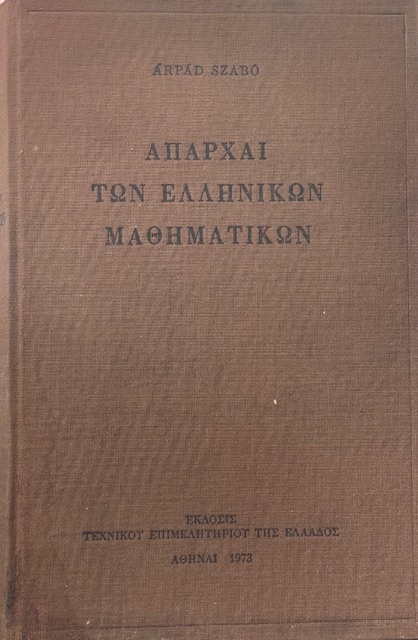 ÁRPÁD SZABÓ
ΑΠΑΡΧΑΙ
ΤΩΝ ΕΛΛΗΝΙΚΩΝ
ΜΑΘΗΜΑΤΙΚΩΝ
ΕΚΔΟΣΙΣ
ΤΕΧΝΙΚΟΥ ΕΠΙΜΕΛΗΤΗΡΙΟΥ ΤΗΣ ΕΛΛΑΔΟΣ
ΑΘΗΝΑΙ 1973